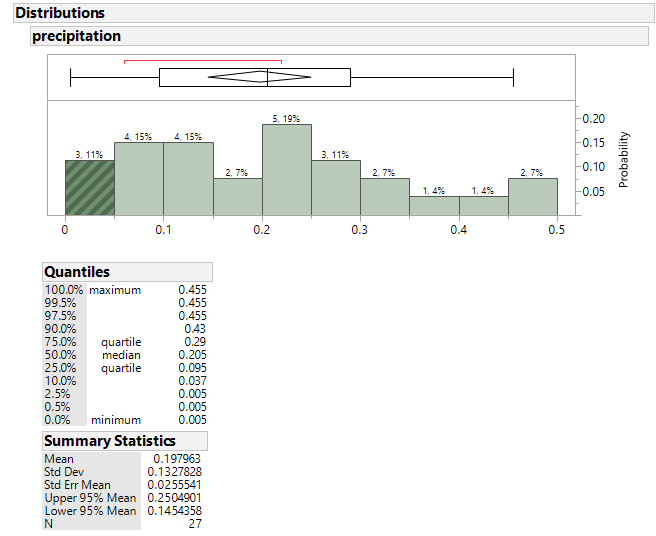 Distributions
precipitation
3, 11%
4, 15%
4, 15%
2, 7%
5, 19%
3, 11%
2, 7%
1, 4%
1, 4%
2, 7%
0.20
0.15
0.10
0.05
Probability
0 0.1 0.2 0.3 0.4 0.5
Quantiles
100.0% maximum 0.455
99.5% 0.455
97.5% 0.455
90.0% 0.43
75.0% quartile 0.29
50.0% median 0.205
25.0% quartile 0.095
10.0% 0.037
2.5% 0.005
0.5% 0.005
0.0% minimum 0.005
Summary Statistics
Mean 0.197963
Std Dev 0.1327828
Std Err Mean 0.0255541
Upper 95% Mean 0.2504901
Lower 95% Mean 0.1454358
N 27